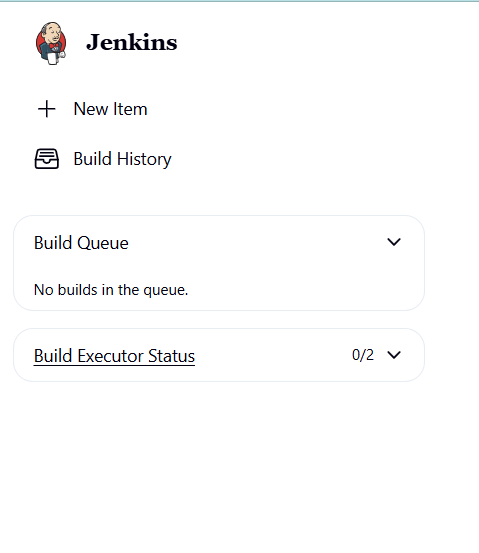 Jenkins
New Item
Build History
Build Queue
No builds in the queue.
Build Executor Status 0/2